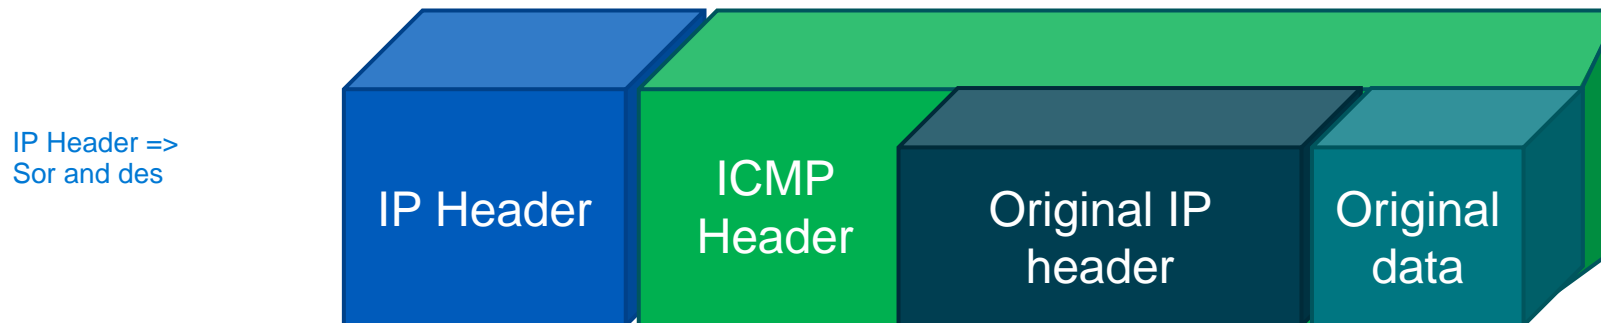 IP Header =>
Sor and des
IP Header
ICMP
Header
Original IP
header
Original
data